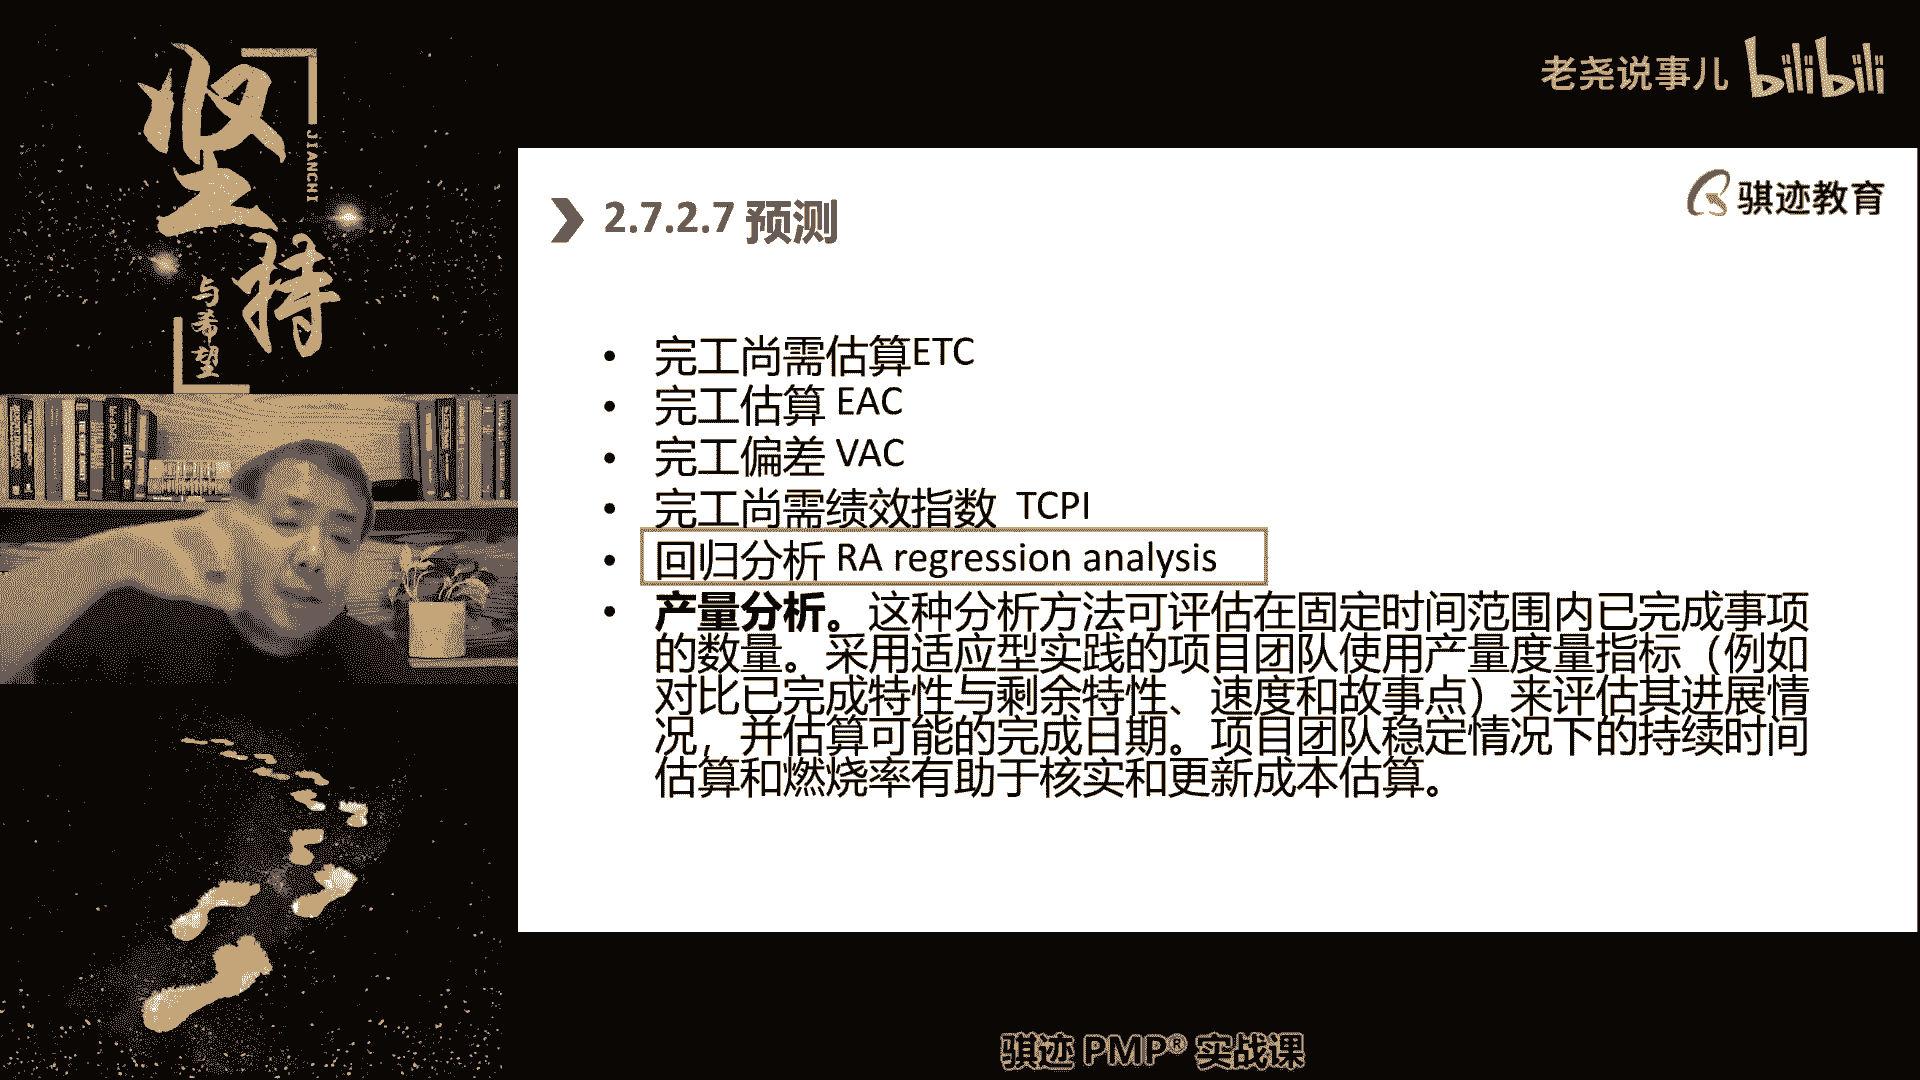 坚持
JIANCHI
与希望
老尧说事儿 bilibili
骐迹教育
2.7.2.7 预测
• 完工尚需估算ETC
• 完工估算 EAC
• 完工偏差 VAC
• 完工尚需绩效指数 TCPI
• 回归分析 RA regression analysis
• 产量分析。这种分析方法可评估在固定时间范围内已完成事项
的数量。采用适应型实践的项目团队使用产量度量指标（例如
对比已完成特性与剩余特性、速度和故事点）来评估其进展情
况，并估算可能的完成日期。项目团队稳定情况下的持续时间
估算和燃烧率有助于核实和更新成本估算。
骐迹 PMP® 实战课